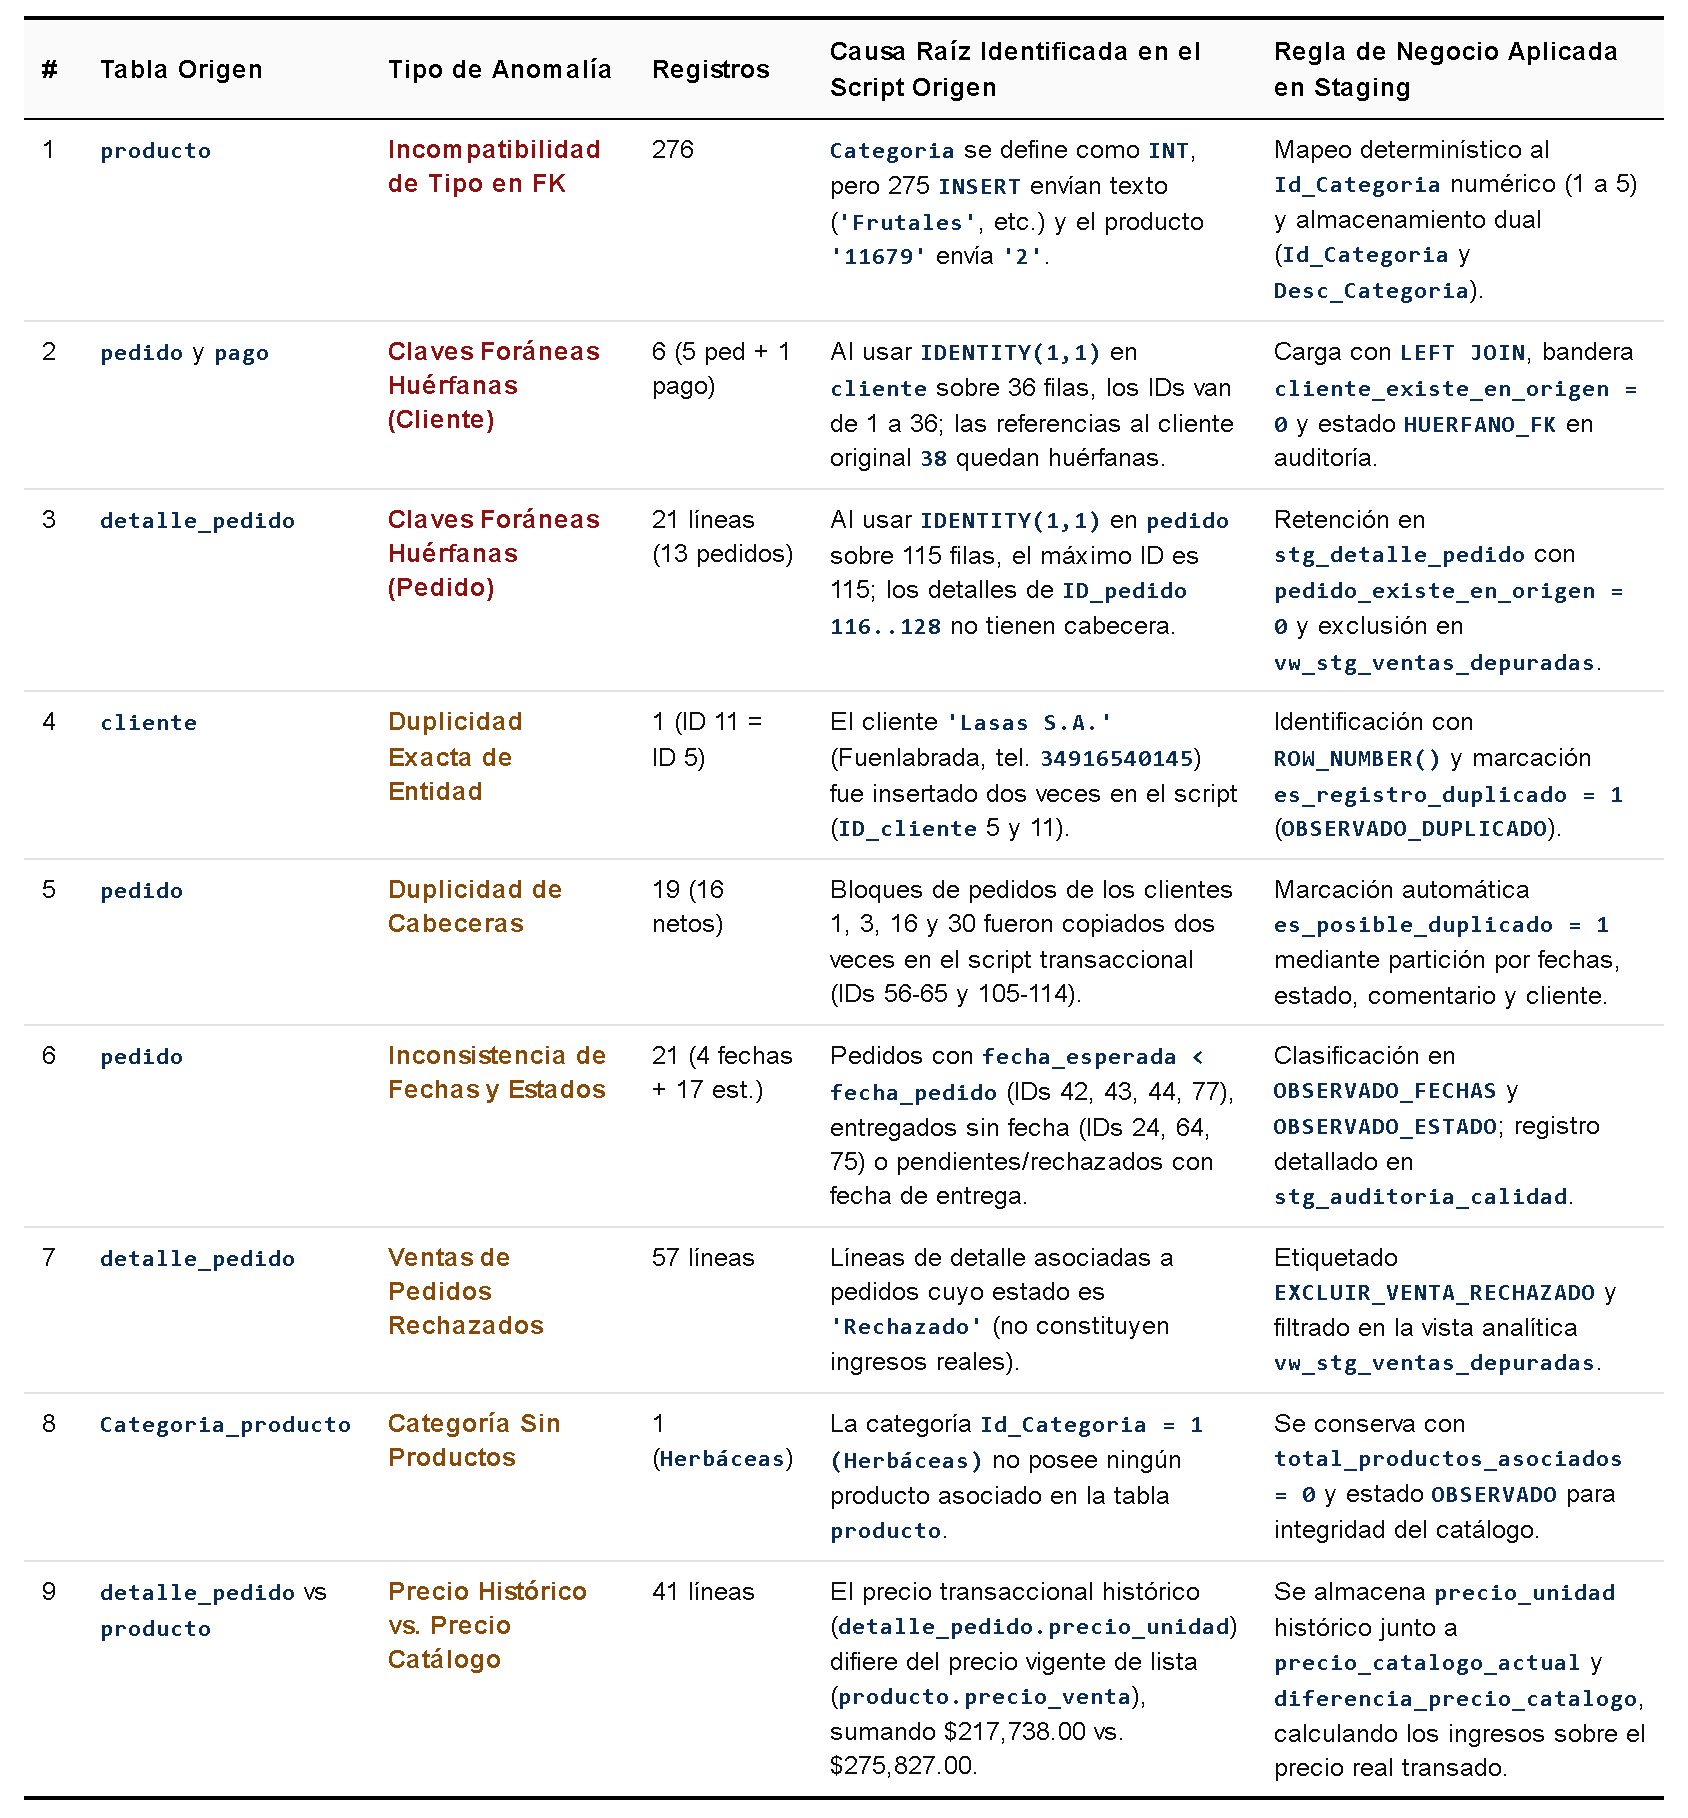 # Tabla Origen Tipo de Anomalía Registros Causa Raíz Identificada en el Script Origen Regla de Negocio Aplicada en Staging
1 producto Incompatibilidad de Tipo en FK 276 Categoria se define como INT, pero 275 INSERT envían texto ('Frutales', etc.) y el producto '11679' envía '2'. Mapeo determinístico al Id_Categoria numérico (1 a 5) y almacenamiento dual (Id_Categoria y Desc_Categoria).
2 pedido y pago Claves Foráneas Huérfanas (Cliente) 6 (5 ped + 1 pago) Al usar IDENTITY(1,1) en cliente sobre 36 filas, los IDs van de 1 a 36; las referencias al cliente original 38 quedan huérfanas. Carga con LEFT JOIN, bandera cliente_existe_en_origen = 0 y estado HUERFANO_FK en auditoría.
3 detalle_pedido Claves Foráneas Huérfanas (Pedido) 21 líneas (13 pedidos) Al usar IDENTITY(1,1) en pedido sobre 115 filas, el máximo ID es 115; los detalles de ID_pedido 116..128 no tienen cabecera. Retención en stg_detalle_pedido con pedido_existe_en_origen = 0 y exclusión en vw_stg_ventas_depuradas.
4 cliente Duplicidad Exacta de Entidad 1 (ID 11 = ID 5) El cliente 'Lasas S.A.' (Fuenlabrada, tel. 34916540145) fue insertado dos veces en el script (ID_cliente 5 y 11). Identificación con ROW_NUMBER() y marcación es_registro_duplicado = 1 (OBSERVADO_DUPLICADO).
5 pedido Duplicidad de Cabeceras 19 (16 netos) Bloques de pedidos de los clientes 1, 3, 16 y 30 fueron copiados dos veces en el script transaccional (IDs 56-65 y 105-114). Marcación automática es_posible_duplicado = 1 mediante partición por fechas, estado, comentario y cliente.
6 pedido Inconsistencia de Fechas y Estados 21 (4 fechas + 17 est.) Pedidos con fecha_esperada < fecha_pedido (IDs 42, 43, 44, 77), entregados sin fecha (IDs 24, 64, 75) o pendientes/rechazados con fecha de entrega. Clasificación en OBSERVADO_FECHAS y OBSERVADO_ESTADO; registro detallado en stg_auditoria_calidad.
7 detalle_pedido Ventas de Pedidos Rechazados 57 líneas Líneas de detalle asociadas a pedidos cuyo estado es 'Rechazado' (no constituyen ingresos reales). Etiquetado EXCLUIR_VENTA_RECHAZADO y filtrado en la vista analítica vw_stg_ventas_depuradas.
8 Categoria_producto Categoría Sin Productos 1 (Herbáceas) La categoría Id_Categoria = 1 (Herbáceas) no posee ningún producto asociado en la tabla producto. Se conserva con total_productos_asociados = 0 y estado OBSERVADO para integridad del catálogo.
9 detalle_pedido vs producto Precio Histórico vs. Precio Catálogo 41 líneas El precio transaccional histórico (detalle_pedido.precio_unidad) difiere del precio vigente de lista (producto.precio_venta), sumando $217,738.00 vs. $275,827.00. Se almacena precio_unidad histórico junto a precio_catalogo_actual y diferencia_precio_catalogo, calculando los ingresos sobre el precio real transado.